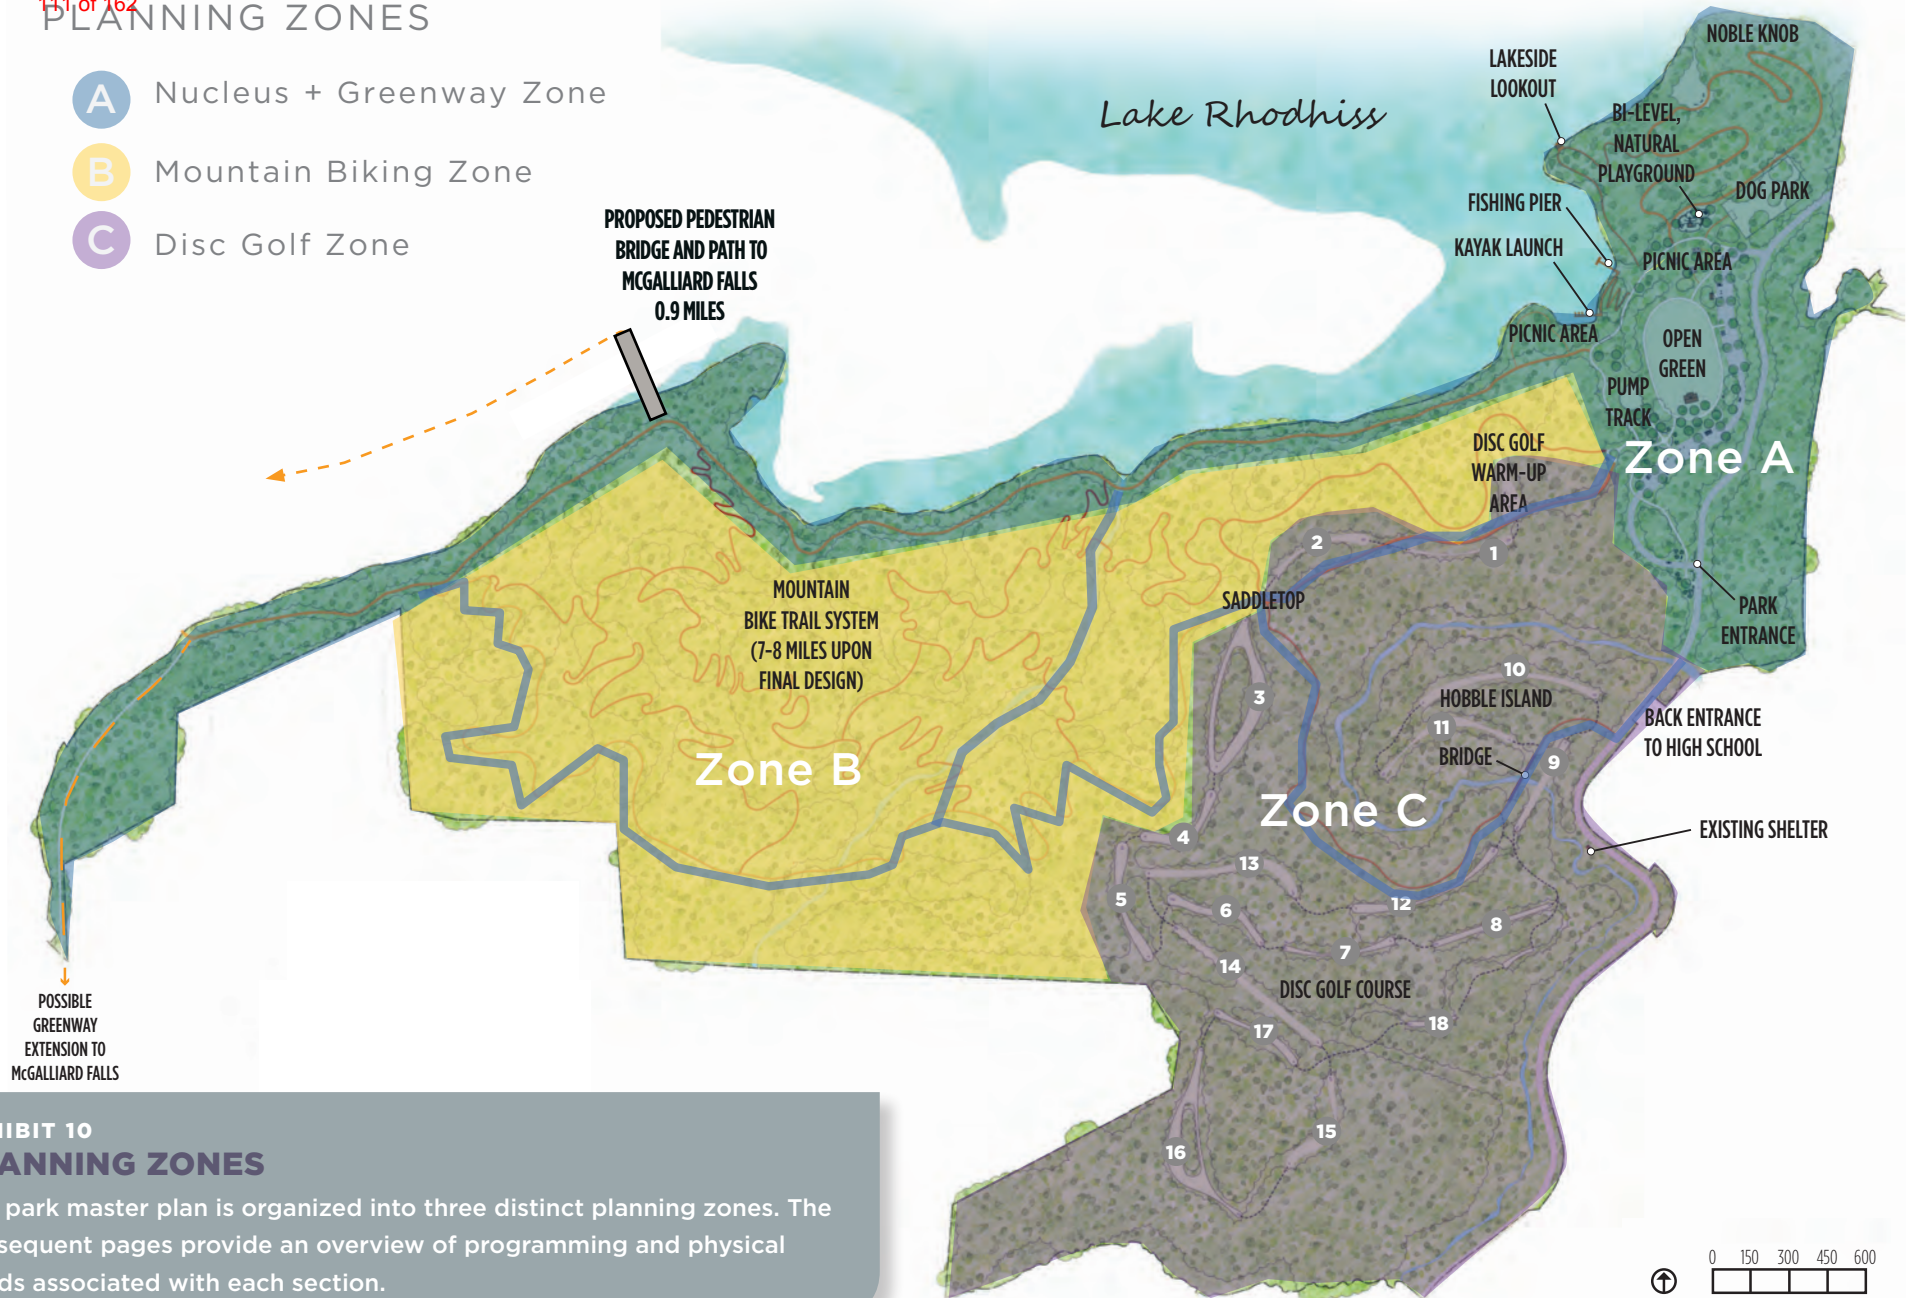 111 of 162
PLANNING ZONES
A Nucleus + Greenway Zone
B Mountain Biking Zone
C Disc Golf Zone
Lake Rhodhiss
NOBLE KNOB
LAKESIDE
LOOKOUT
BI-LEVEL,
NATURAL
PLAYGROUND
DOG PARK
FISHING PIER
KAYAK LAUNCH
PICNIC AREA
PICNIC AREA
OPEN
GREEN
PUMP
TRACK
Zone A
PROPOSED PEDESTRIAN
BRIDGE AND PATH TO
MCGALLIARD FALLS
0.9 MILES
DISC GOLF
WARM-UP
AREA
2
1
SADDLETOP
PARK
ENTRANCE
MOUNTAIN
BIKE TRAIL SYSTEM
(7-8 MILES UPON
FINAL DESIGN)
Zone B
3
10
HOBBLE ISLAND
11
BRIDGE
9
BACK ENTRANCE
TO HIGH SCHOOL
Zone C
EXISTING SHELTER
4
13
5
6
12
8
7
14
DISC GOLF COURSE
17
18
15
16
POSSIBLE
GREENWAY
EXTENSION TO
McGALLIARD FALLS
HIBIT 10
ANNING ZONES
park master plan is organized into three distinct planning zones. The
sequent pages provide an overview of programming and physical
ds associated with each section.
0 150 300 450 600